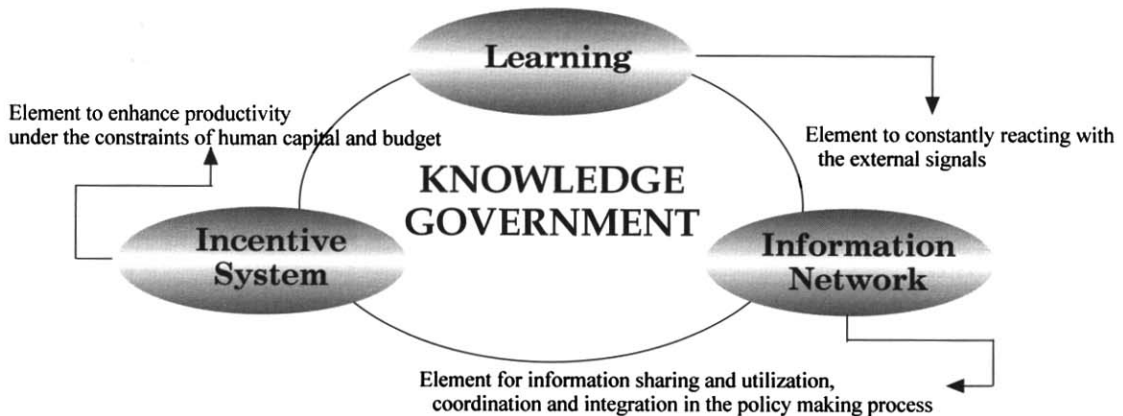 Learning
Element to enhance productivity
under the constraints of human capital and budget
Element to constantly reacting with
the external signals
KNOWLEDGE
GOVERNMENT
Incentive
System
Information
Network
Element for information sharing and utilization,
coordination and integration in the policy making process